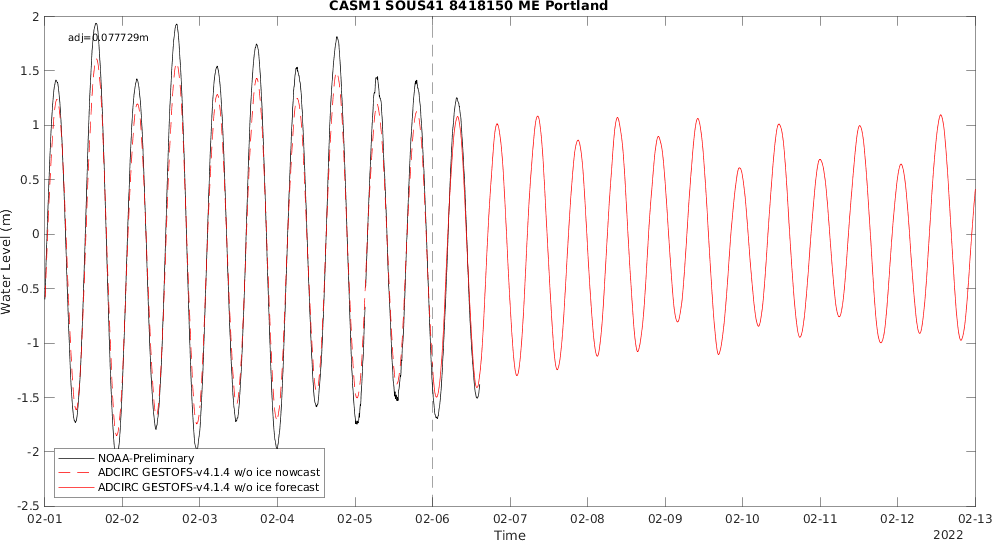 CASM1 SOUS41 8418150 ME Portland
adj=0.077729m
2
1.5
1
0.5
0
-0.5
-1
-1.5
-2
-2.5
Water Level (m)
NOAA-Preliminary
ADCIRC GESTOFS-v4.1.4 w/o ice nowcast
ADCIRC GESTOFS-v4.1.4 w/o ice forecast
02-01 02-02 02-03 02-04 02-05 02-06 02-07 02-08 02-09 02-10 02-11 02-12 02-13
Time
2022